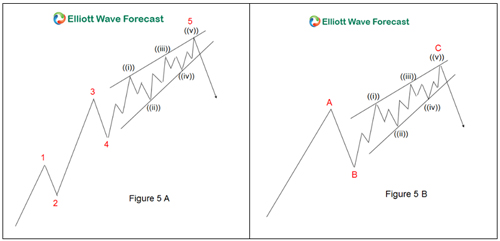 Elliott Wave Forecast
5
((v))
((iii))
3
((i))
((iv))
((ii))
4
1
2
Figure 5 A
Elliott Wave Forecast
C
((v))
((iii))
A
((i))
((iv))
((ii))
B
Figure 5 B